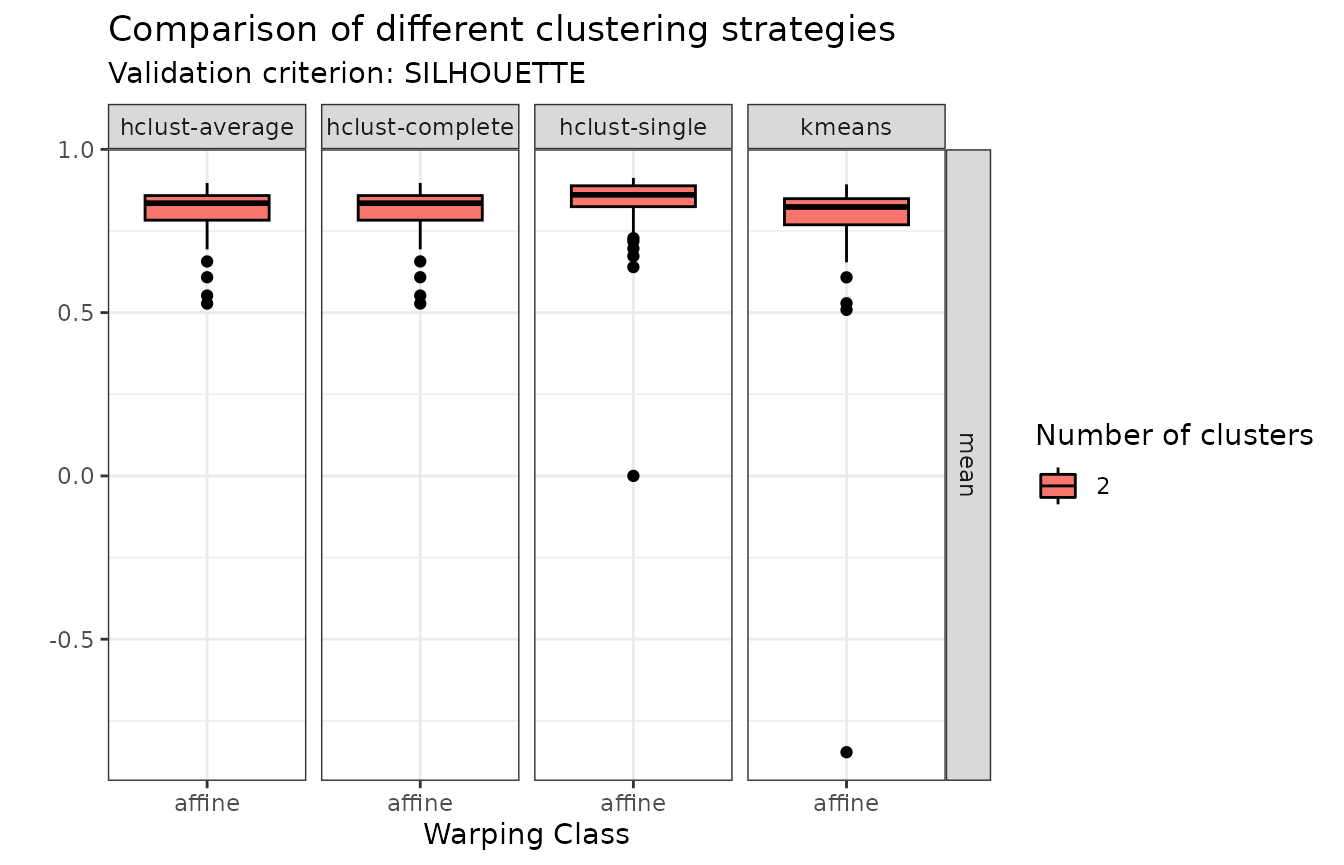 Comparison of different clustering strategies
Validation criterion: SILHOUETTE
hclust-average
hclust-complete
hclust-single
kmeans
1.0
0.5
0.0
-0.5
mean
affine
affine
affine
affine
Warping Class
Number of clusters
2